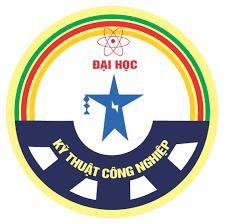 ĐẠI HỌC
KỸ THUẬT CÔNG NGHIỆP